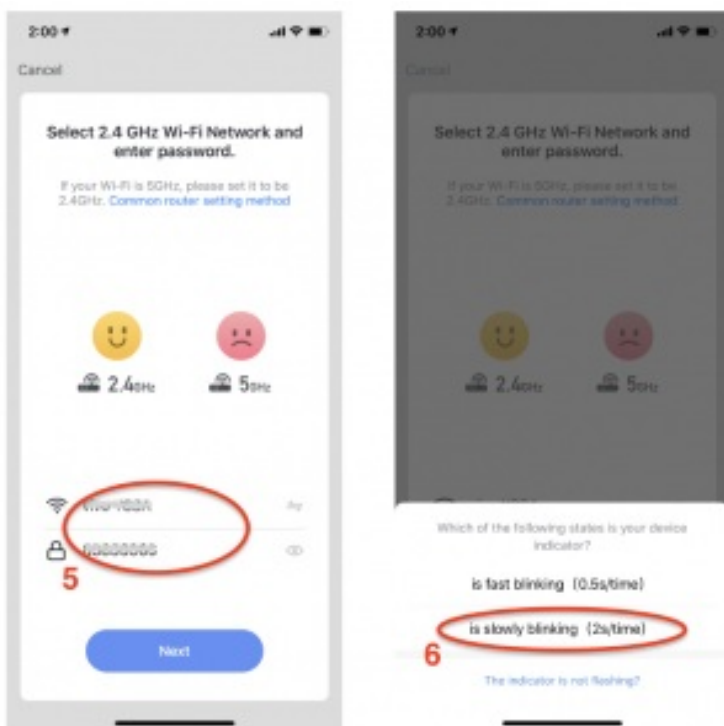 2:00
Cancel
Select 2.4 GHz Wi-Fi Network and
enter password.
If your Wi-Fi is 5GHz, please set it to be
2.4GHz. Common router setting method
2.4GHz
5GHz
5
Next
2:00
Cancel
Select 2.4 GHz Wi-Fi Network and
enter password.
If your Wi-Fi is 5GHz, please set it to be
2.4GHz. Common router setting method
2.4GHz
5GHz
Which of the following states is your device
indicator?
is fast blinking (0.5s/time)
is slowly blinking (2s/time)
6
The indicator is not flashing?